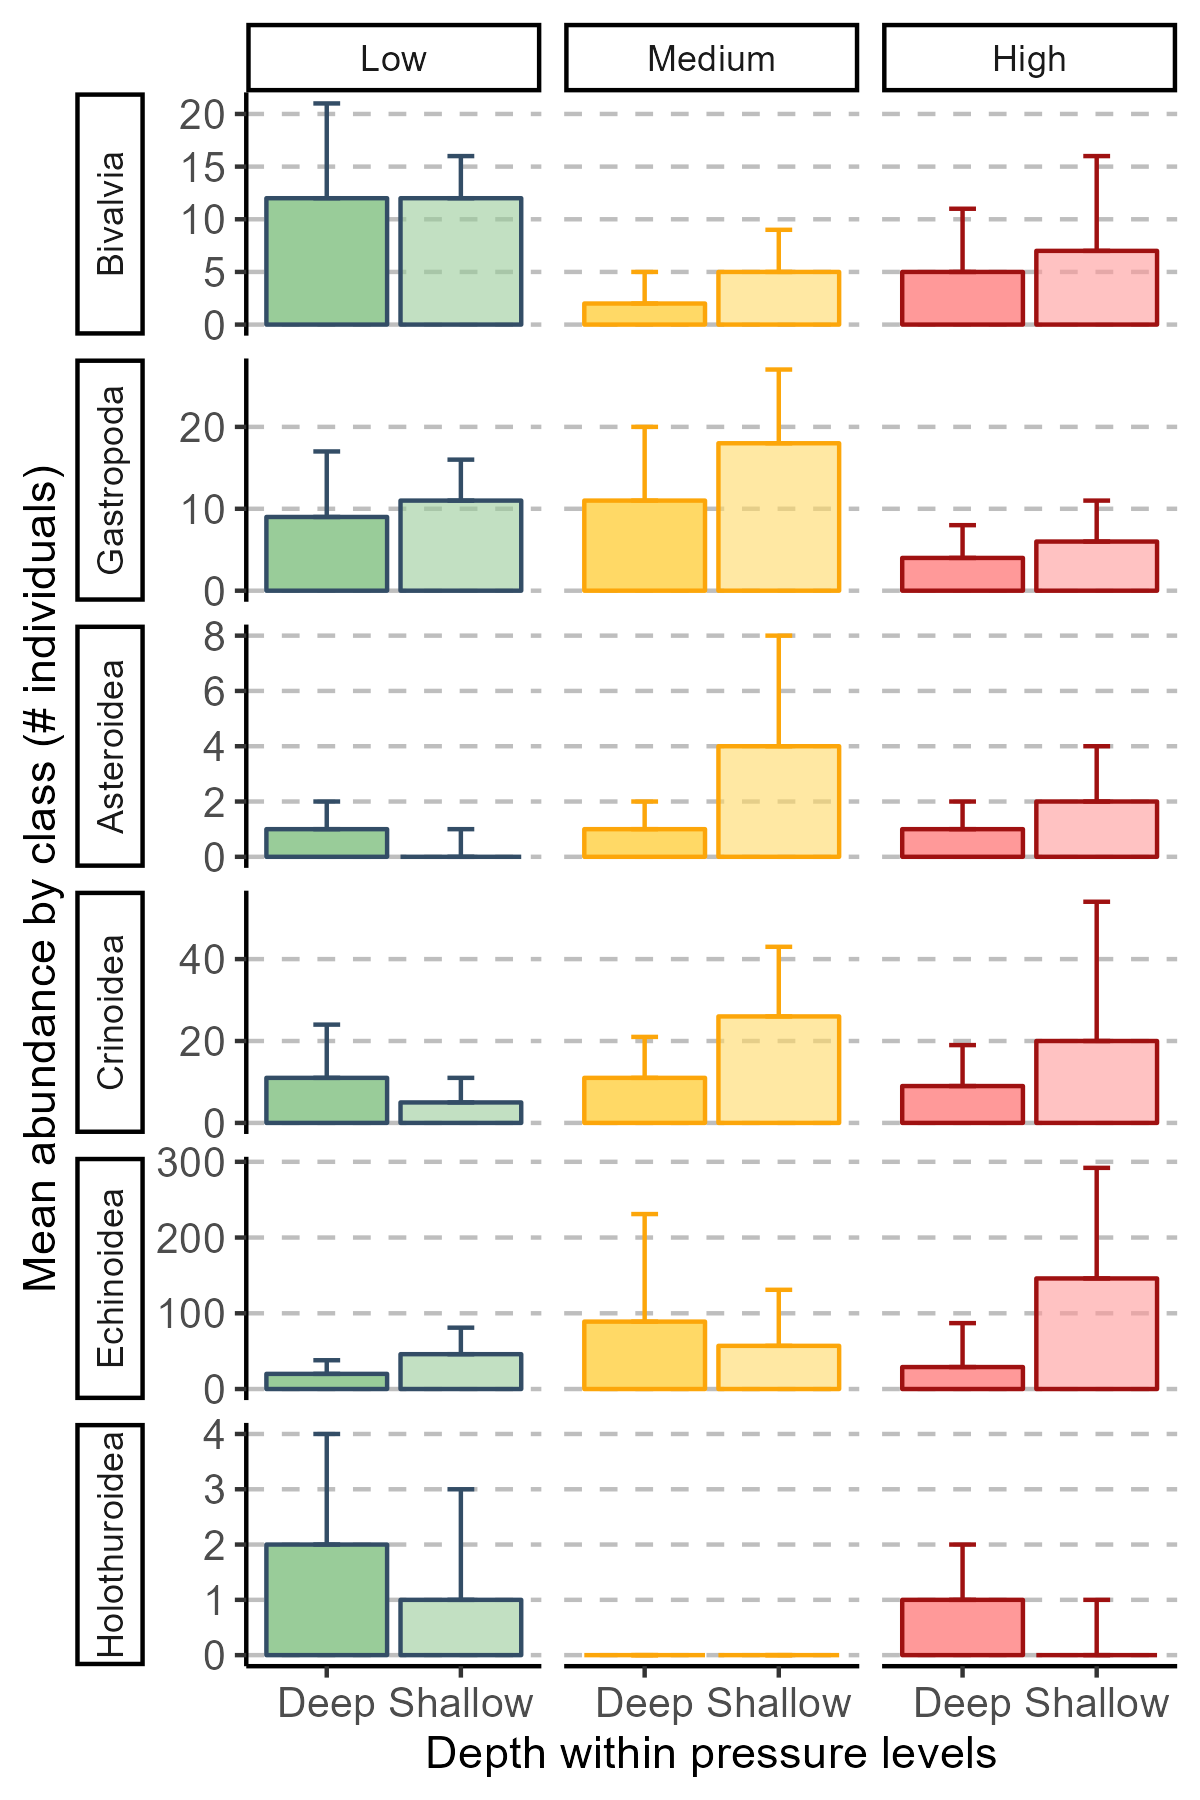 Low
Medium
High
Mean abundance by class (# individuals)
Bivalvia
20
15
10
5
0
Gastropoda
20
10
0
Asteroidea
8
6
4
2
0
Crinoidea
40
20
0
Echinoidea
300
200
100
0
Holothuroidea
4
3
2
1
0
Deep Shallow
Deep Shallow
Deep Shallow
Depth within pressure levels